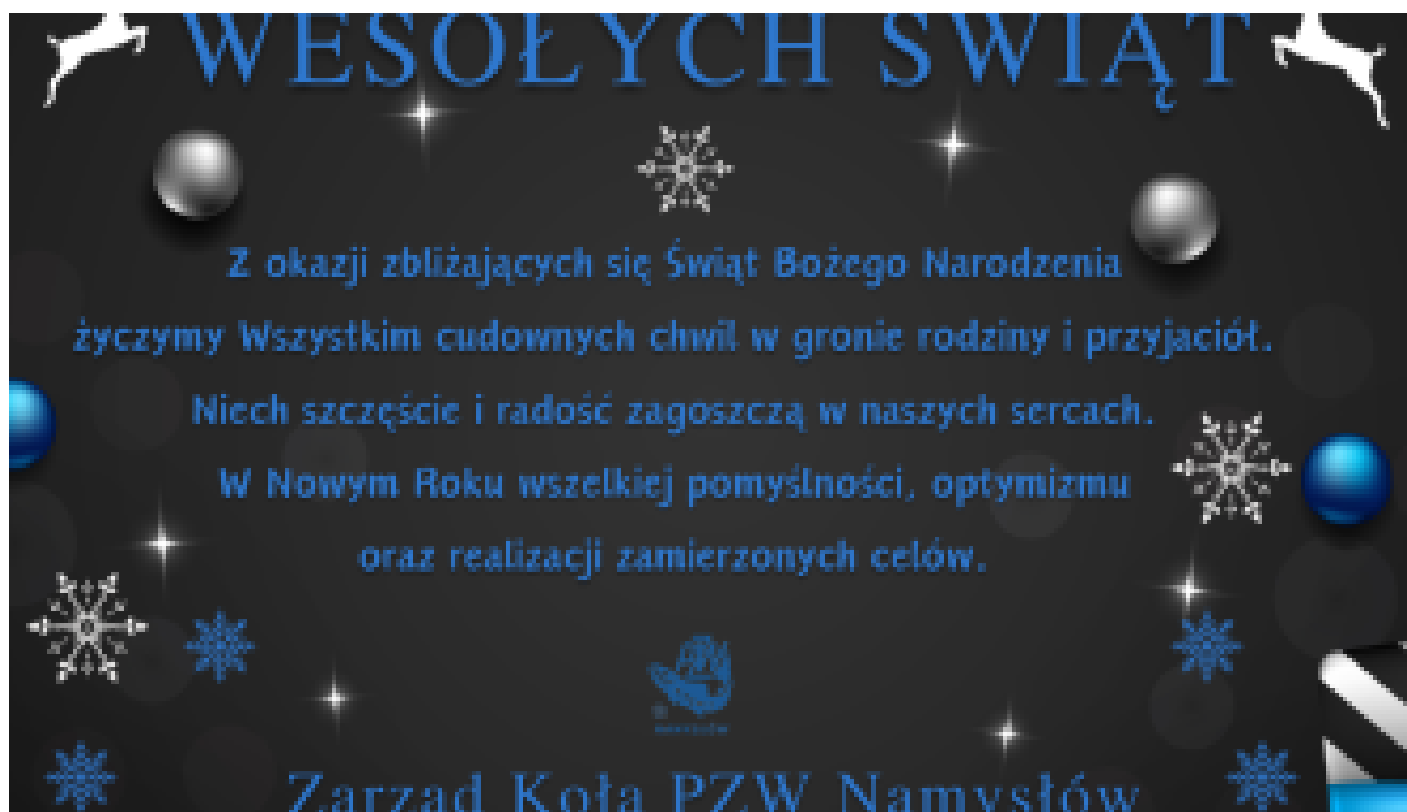 WESOŁYCH ŚWIĄT
Z okazji zbliżających się Świąt Bożego Narodzenia
życzymy Wszystkim cudownych chwil w gronie rodziny i przyjaciół.
Niech szczęście i radość zagoszczą w naszych sercach.
W Nowym Roku wszelkiej pomyślności, optymizmu
oraz realizacji zamierzonych celów.
Zarząd Koła PZW Namysłów